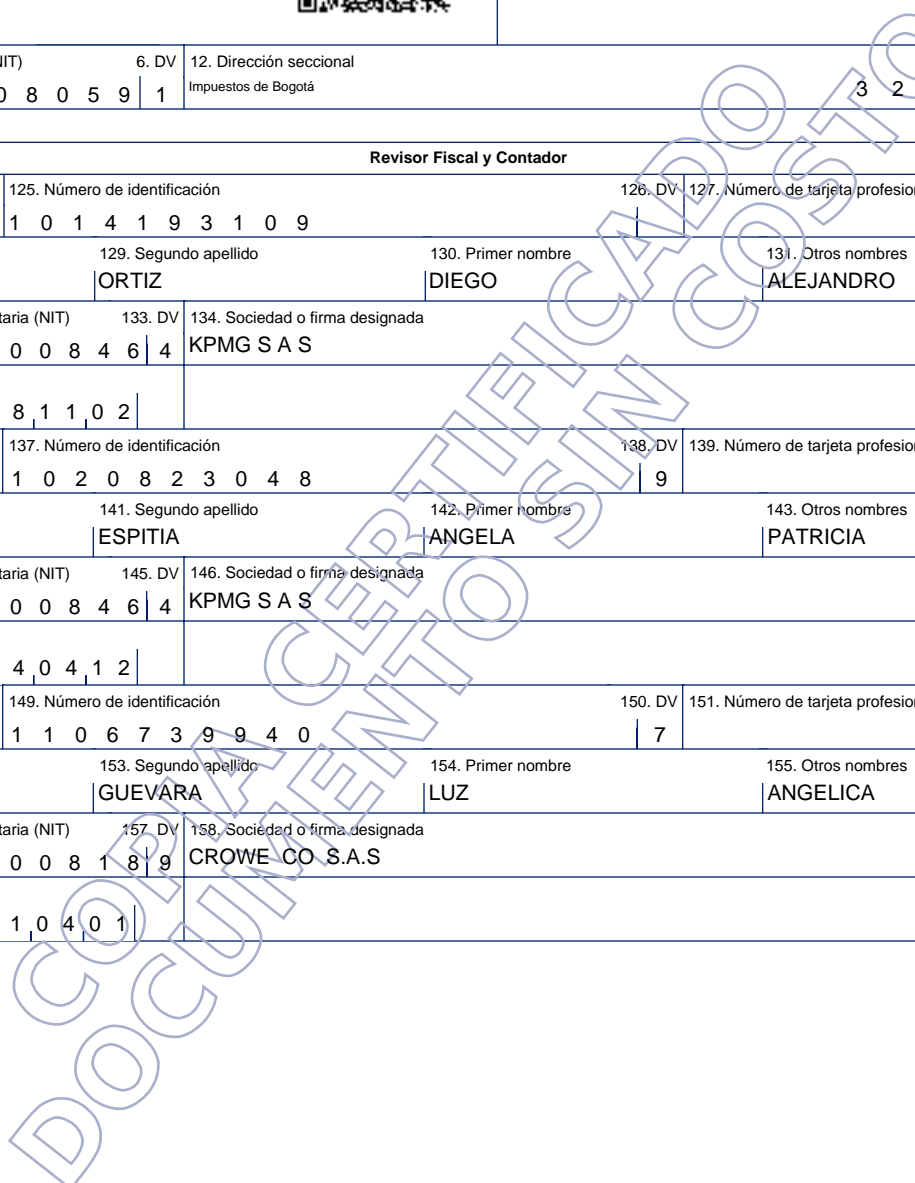 NIT) 6. DV 12. Dirección seccional
0 8 0 5 9 1 Impuestos de Bogotá 3 2
Revisor Fiscal y Contador
125. Número de identificación 126. DV 127. Número de tarjeta profesion
1 0 1 4 1 9 3 1 0 9
129. Segundo apellido 130. Primer nombre 131. Otros nombres
ORTIZ DIEGO ALEJANDRO
taria (NIT) 133. DV 134. Sociedad o firma designada
0 0 8 4 6 4 KPMG S A S
8 1 1 0 2
137. Número de identificación 138. DV 139. Número de tarjeta profesion
1 0 2 0 8 2 3 0 4 8 9
141. Segundo apellido 142. Primer nombre 143. Otros nombres
ESPITIA ANGELA PATRICIA
taria (NIT) 145. DV 146. Sociedad o firma designada
0 0 8 4 6 4 KPMG S A S
4 0 4 1 2
149. Número de identificación 150. DV 151. Número de tarjeta profesion
1 1 0 6 7 3 9 9 4 0 7
153. Segundo apellido 154. Primer nombre 155. Otros nombres
GUEVARA LUZ ANGELICA
taria (NIT) 157. DV 158. Sociedad o firma designada
0 0 8 1 8 9 CROWE CO S.A.S
1 0 4 0 1
COPIA CERTIFICADO
DOCUMENTO SIN COSTO